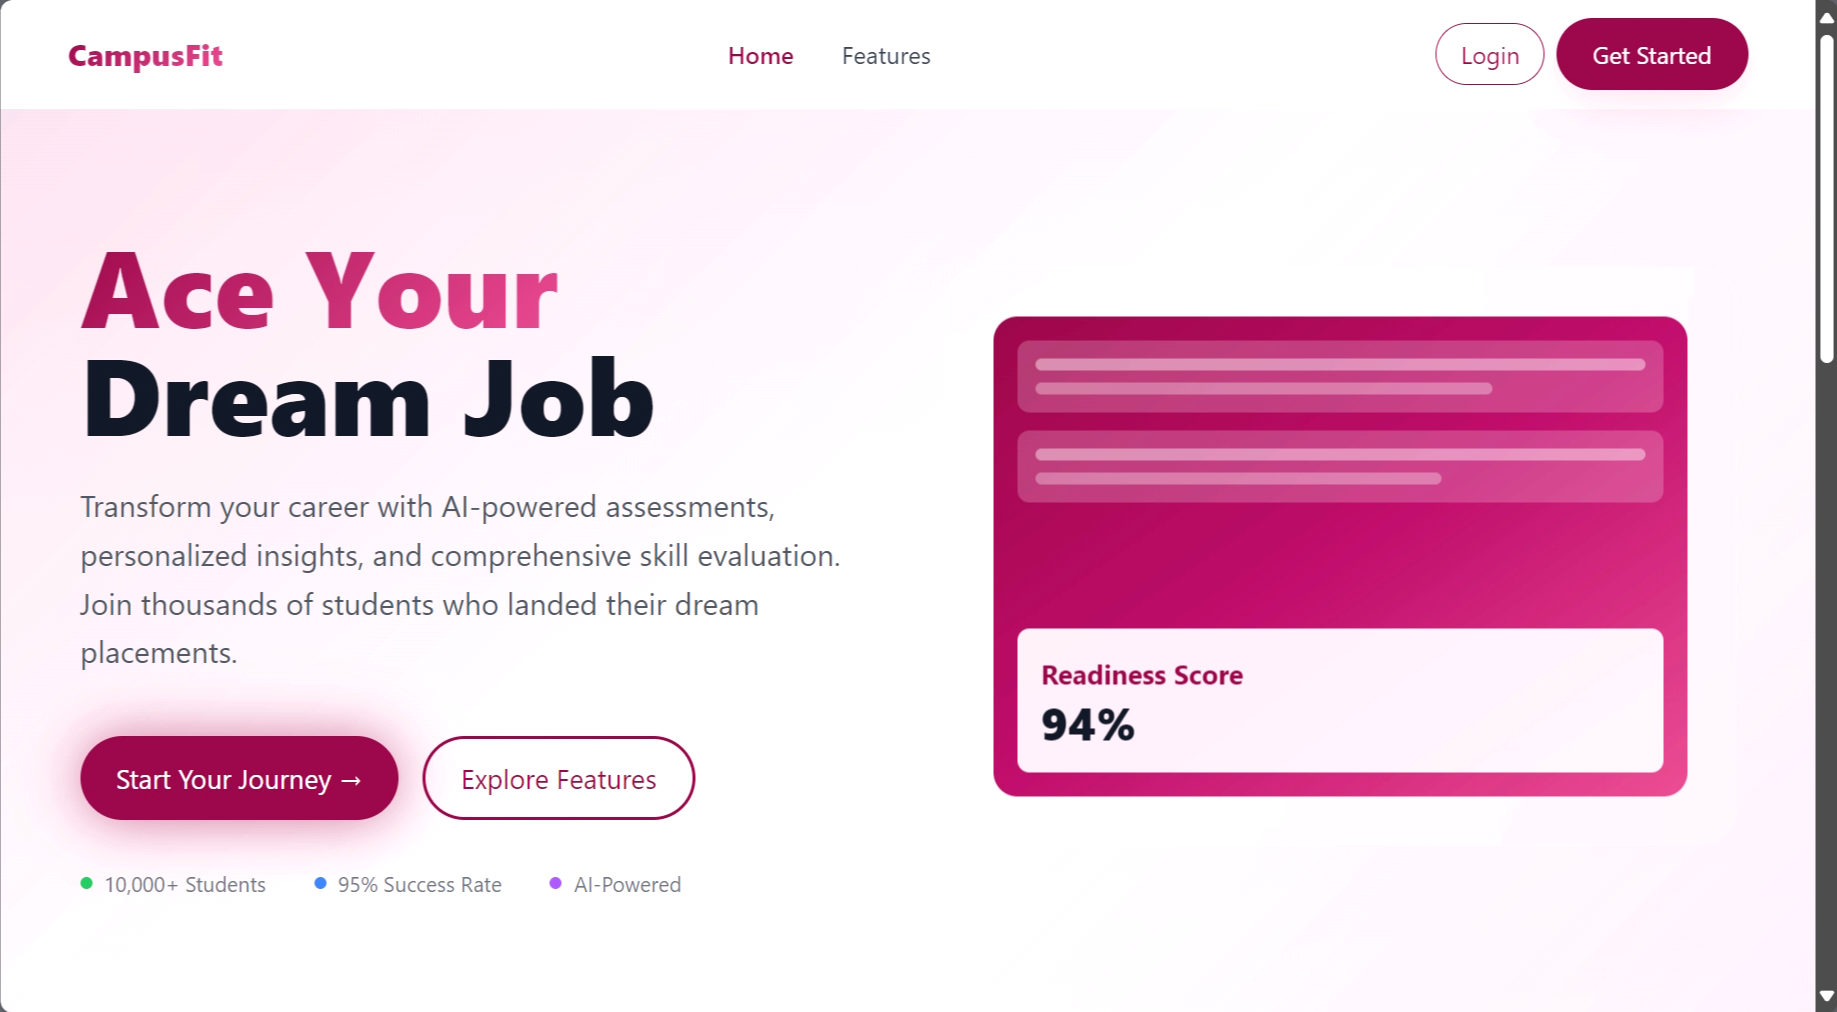 CampusFit
Home
Features
Login
Get Started
Ace Your
Dream Job
Transform your career with AI-powered assessments,
personalized insights, and comprehensive skill evaluation.
Join thousands of students who landed their dream
placements.
Start Your Journey →
Explore Features
10,000+ Students
95% Success Rate
AI-Powered
Readiness Score
94%